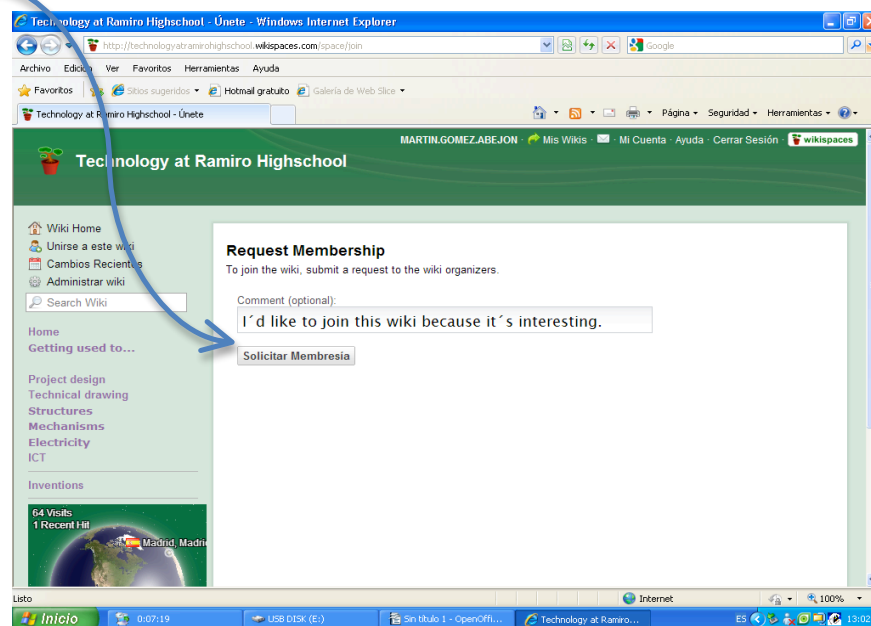 Technology at Ramiro Highschool - Únete - Windows Internet Explorer
http://technologyatramirohighschool.wikispaces.com/space/join
Google
Archivo Edición Ver Favoritos Herramientas Ayuda
Favoritos Sitios sugeridos Hotmail gratuito Galería de Web Slice
Technology at Ramiro Highschool - Únete
Página Seguridad Herramientas
MARTIN.GOMEZ.ABEJON · Mis Wikis · Mi Cuenta · Ayuda · Cerrar Sesión · wikispaces
Technology at Ramiro Highschool
Wiki Home
Unirse a este wiki
Cambios Recientes
Administrar wiki
Search Wiki
Home
Getting used to...
Project design
Technical drawing
Structures
Mechanisms
Electricity
ICT
Inventions
64 Visits
1 Recent Hit
Madrid, Madri
Request Membership
To join the wiki, submit a request to the wiki organizers.
Comment (optional):
I´d like to join this wiki because it´s interesting.
Solicitar Membresia
Listo
Internet
100%
Inicio
0:07:19
USB DISK (E:)
Sin título 1 - OpenOffi...
Technology at Ramiro...
ES
13:02